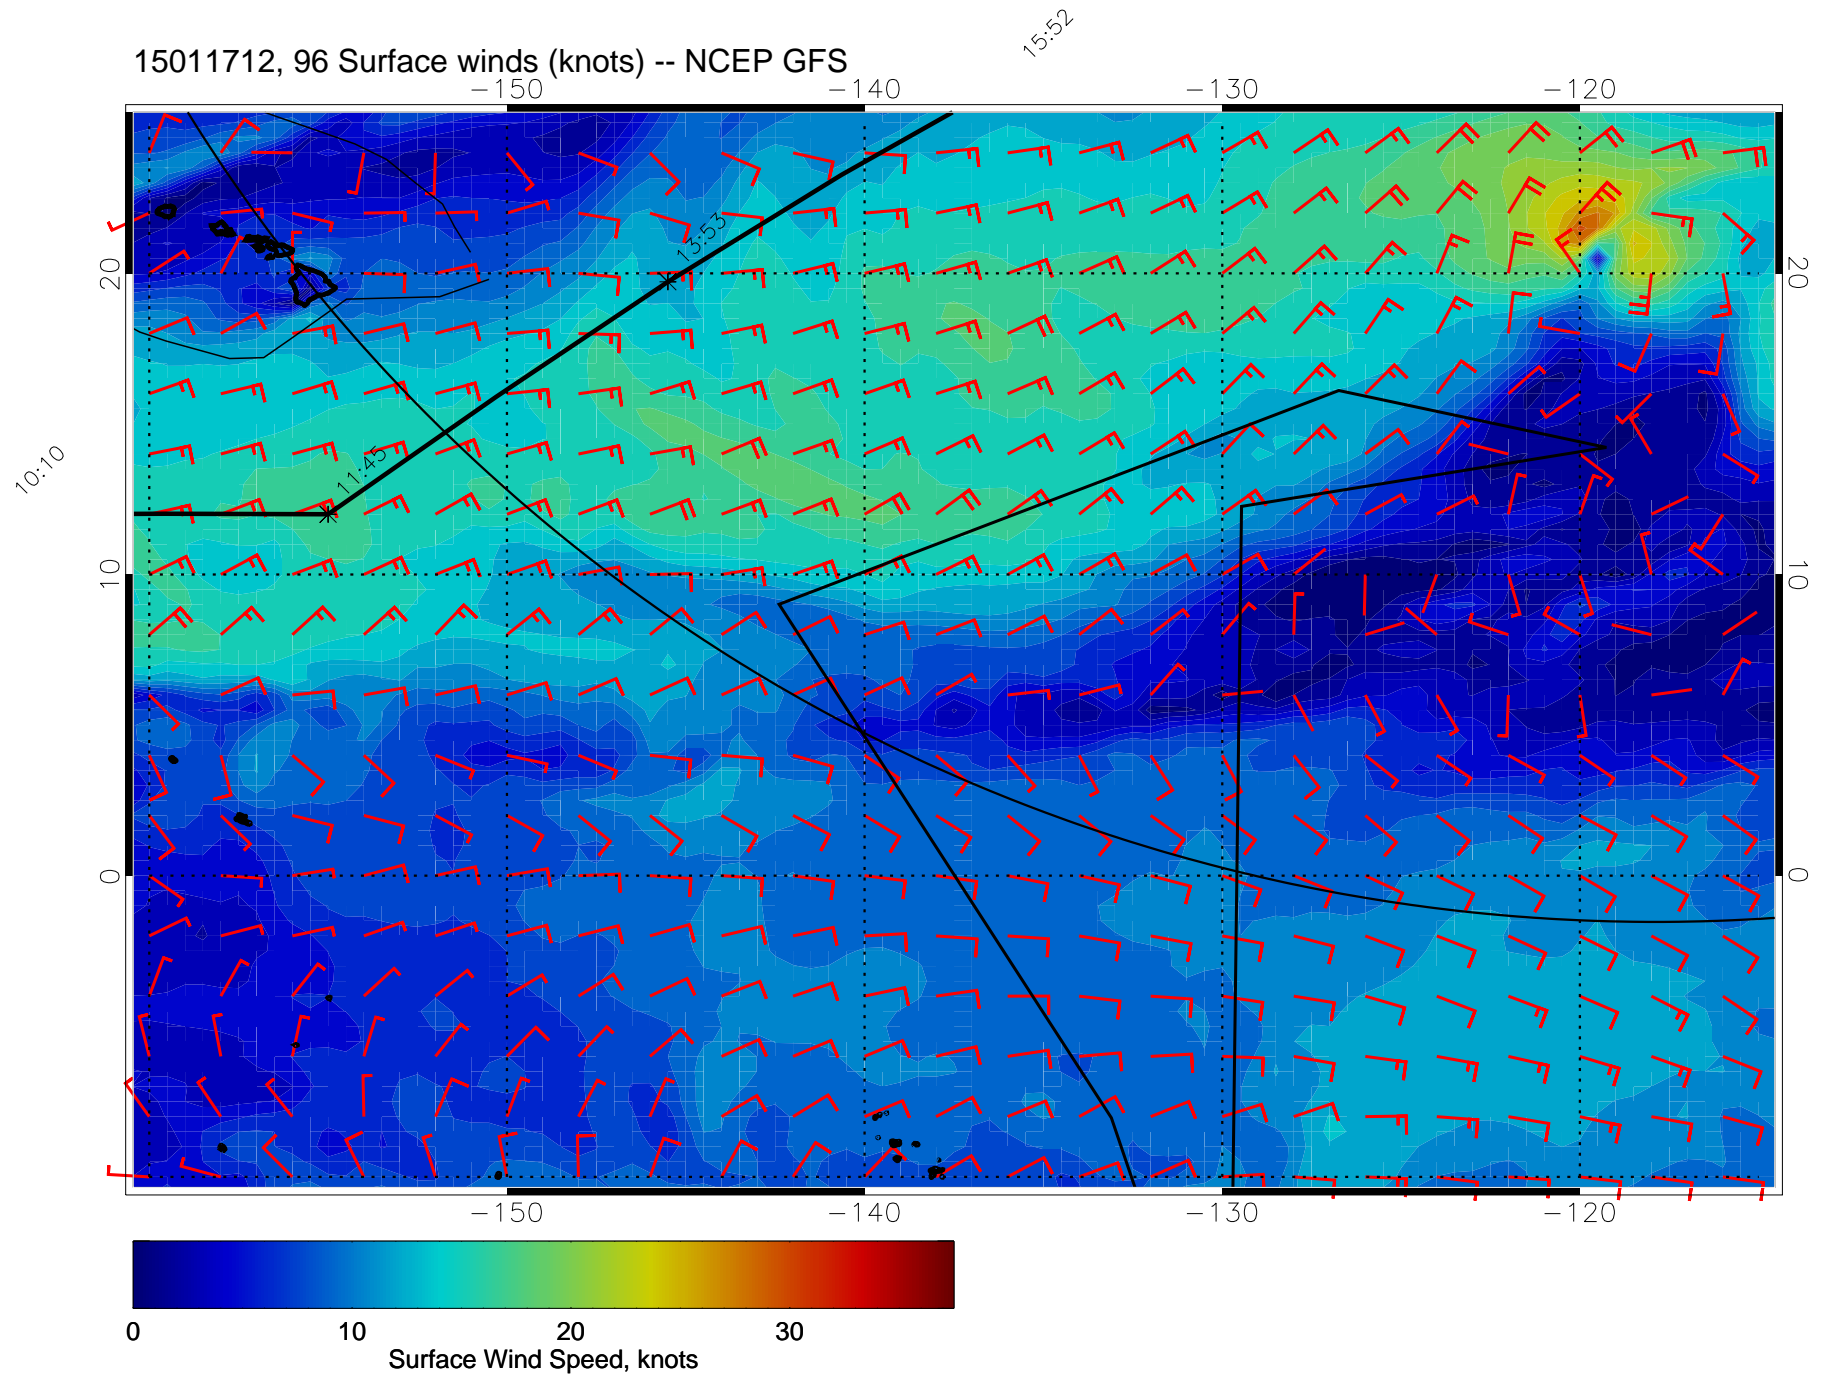 15:52
15011712, 96 Surface winds (knots) -- NCEP GFS
-150 -140 -130 -120
13:53
20 20
11:45
10:10
10 10
0 0
-150 -140 -130 -120
0 10 20 30
Surface Wind Speed, knots